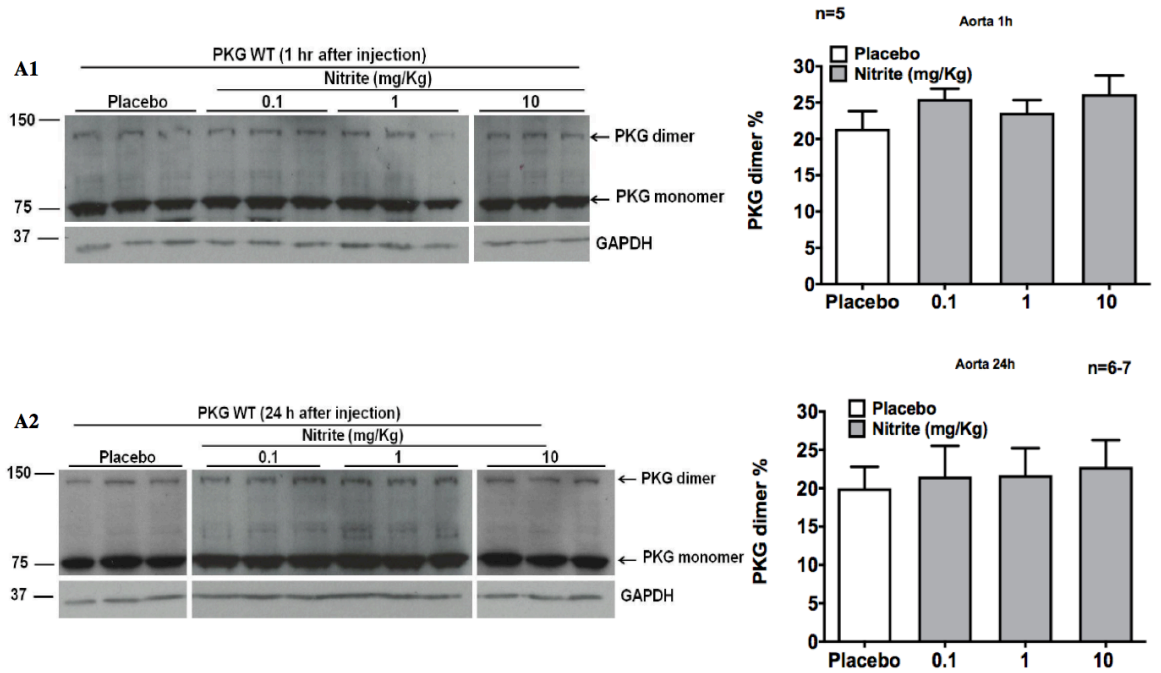 A1
PKG WT (1 hr after injection)
Nitrite (mg/Kg)
Placebo 0.1 1 10
150
PKG dimer
75
PKG monomer
37
GAPDH
n=5
Aorta 1h
Placebo
Nitrite (mg/Kg)
PKG dimer %
30
25
20
15
10
5
0
Placebo 0.1 1 10
A2
PKG WT (24 h after injection)
Nitrite (mg/Kg)
Placebo 0.1 1 10
150
PKG dimer
75
PKG monomer
37
GAPDH
Aorta 24h
n=6-7
Placebo
Nitrite (mg/Kg)
PKG dimer %
30
25
20
15
10
5
0
Placebo 0.1 1 10